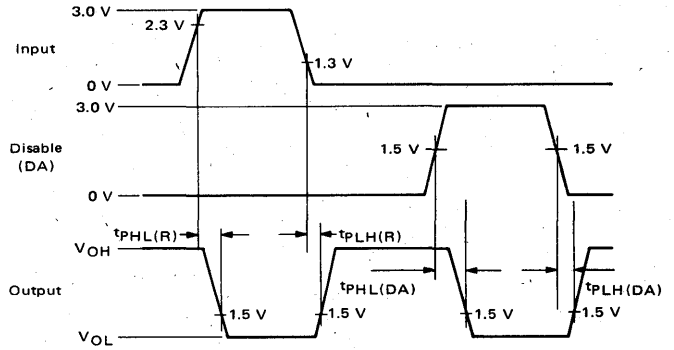 3.0 V
2.3 V
Input
1.3 V
0 V
3.0 V
Disable
(DA)
1.5 V
1.5 V
0 V
tPHL(R)
tPLH(R)
VOH
tPHL(DA)
tPLH(DA)
Output
1.5 V
1.5 V
1.5 V
1.5 V
VOL